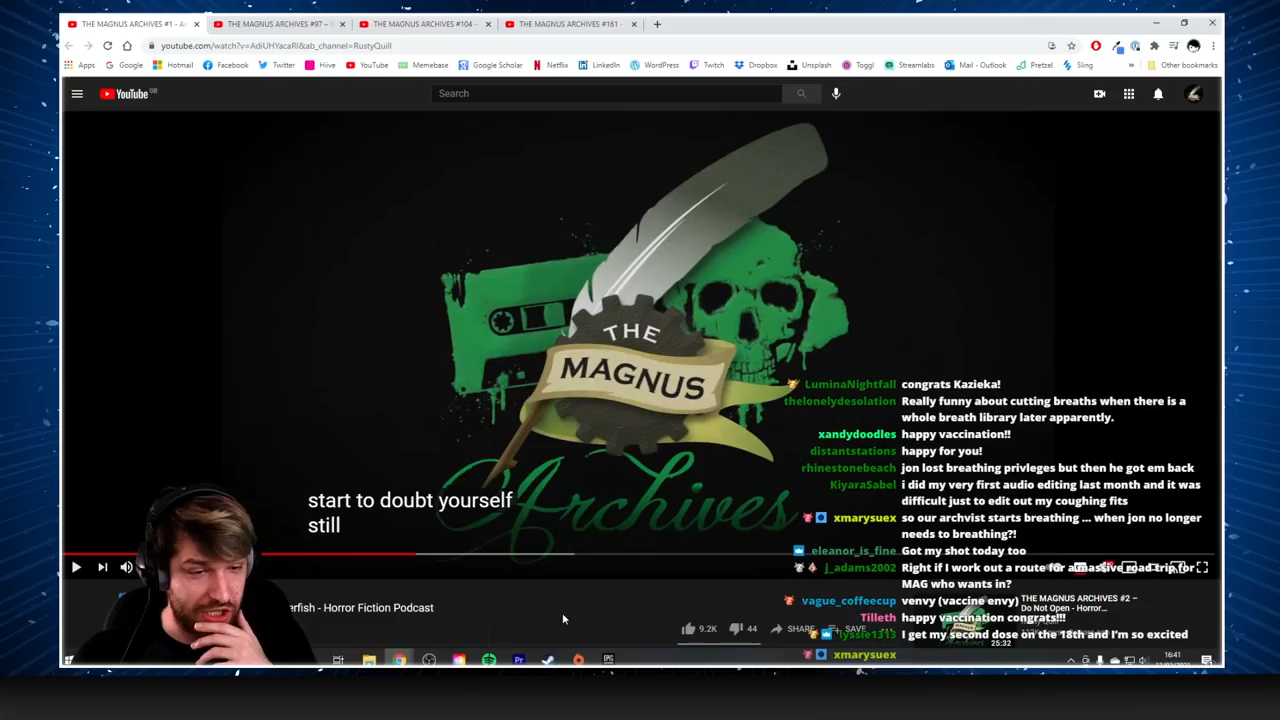 THE MAGNUS ARCHIVES #1 - A
THE MAGNUS ARCHIVES #97 -
THE MAGNUS ARCHIVES #104 -
THE MAGNUS ARCHIVES #161 -
youtube.com/watch?v=AdiUHYacaRI&ab_channel=RustyQuill
Apps
Google
Hotmail
Facebook
Twitter
Hive
YouTube
Memebase
Google Scholar
Netflix
LinkedIn
WordPress
Twitch
Dropbox
Unsplash
Toggl
Streamlabs
Mail - Outlook
Pretzel
Sling
»
Other bookmarks
YouTube GB
Search
THE
MAGNUS
Archives
start to doubt yourself
still
LuminaNightfall congrats Kazieka!
thelonelydesolation Really funny about cutting breaths when there is a
whole breath library later apparently.
xandydoodles happy vaccination!!
distantstations happy for you!
rhinestonebeach jon lost breathing privleges but then he got em back
KiyaraSabel i did my very first audio editing last month and it was
difficult just to edit out my coughing fits
xmarysuex so our archvist starts breathing ... when jon no longer
needs to breathing?!
eleanor_is_fine Got my shot today too
j_adams2002 Right if I work out a route for a massive road trip for
MAG who wants in?
vague_coffeecup venvy (vaccine envy)
Tilleth happy vaccination congrats!!!
lyssie1313 I get my second dose on the 18th and I'm so excited
xmarysuex
erfish - Horror Fiction Podcast
9.2K
44
SHARE
SAVE
THE MAGNUS ARCHIVES #2 –
Do Not Open - Horror...
25:32
16:41